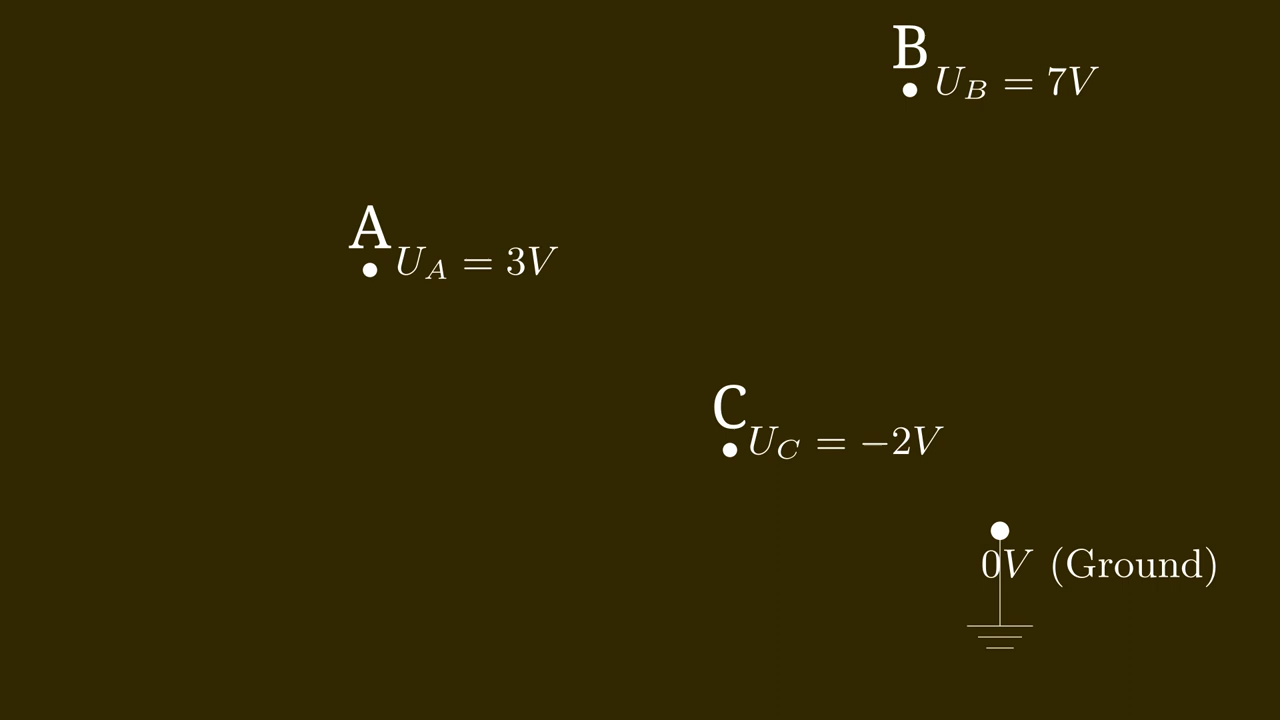 B
U_B = 7V
A
U_A = 3V
C
U_C = −2V
0V (Ground)